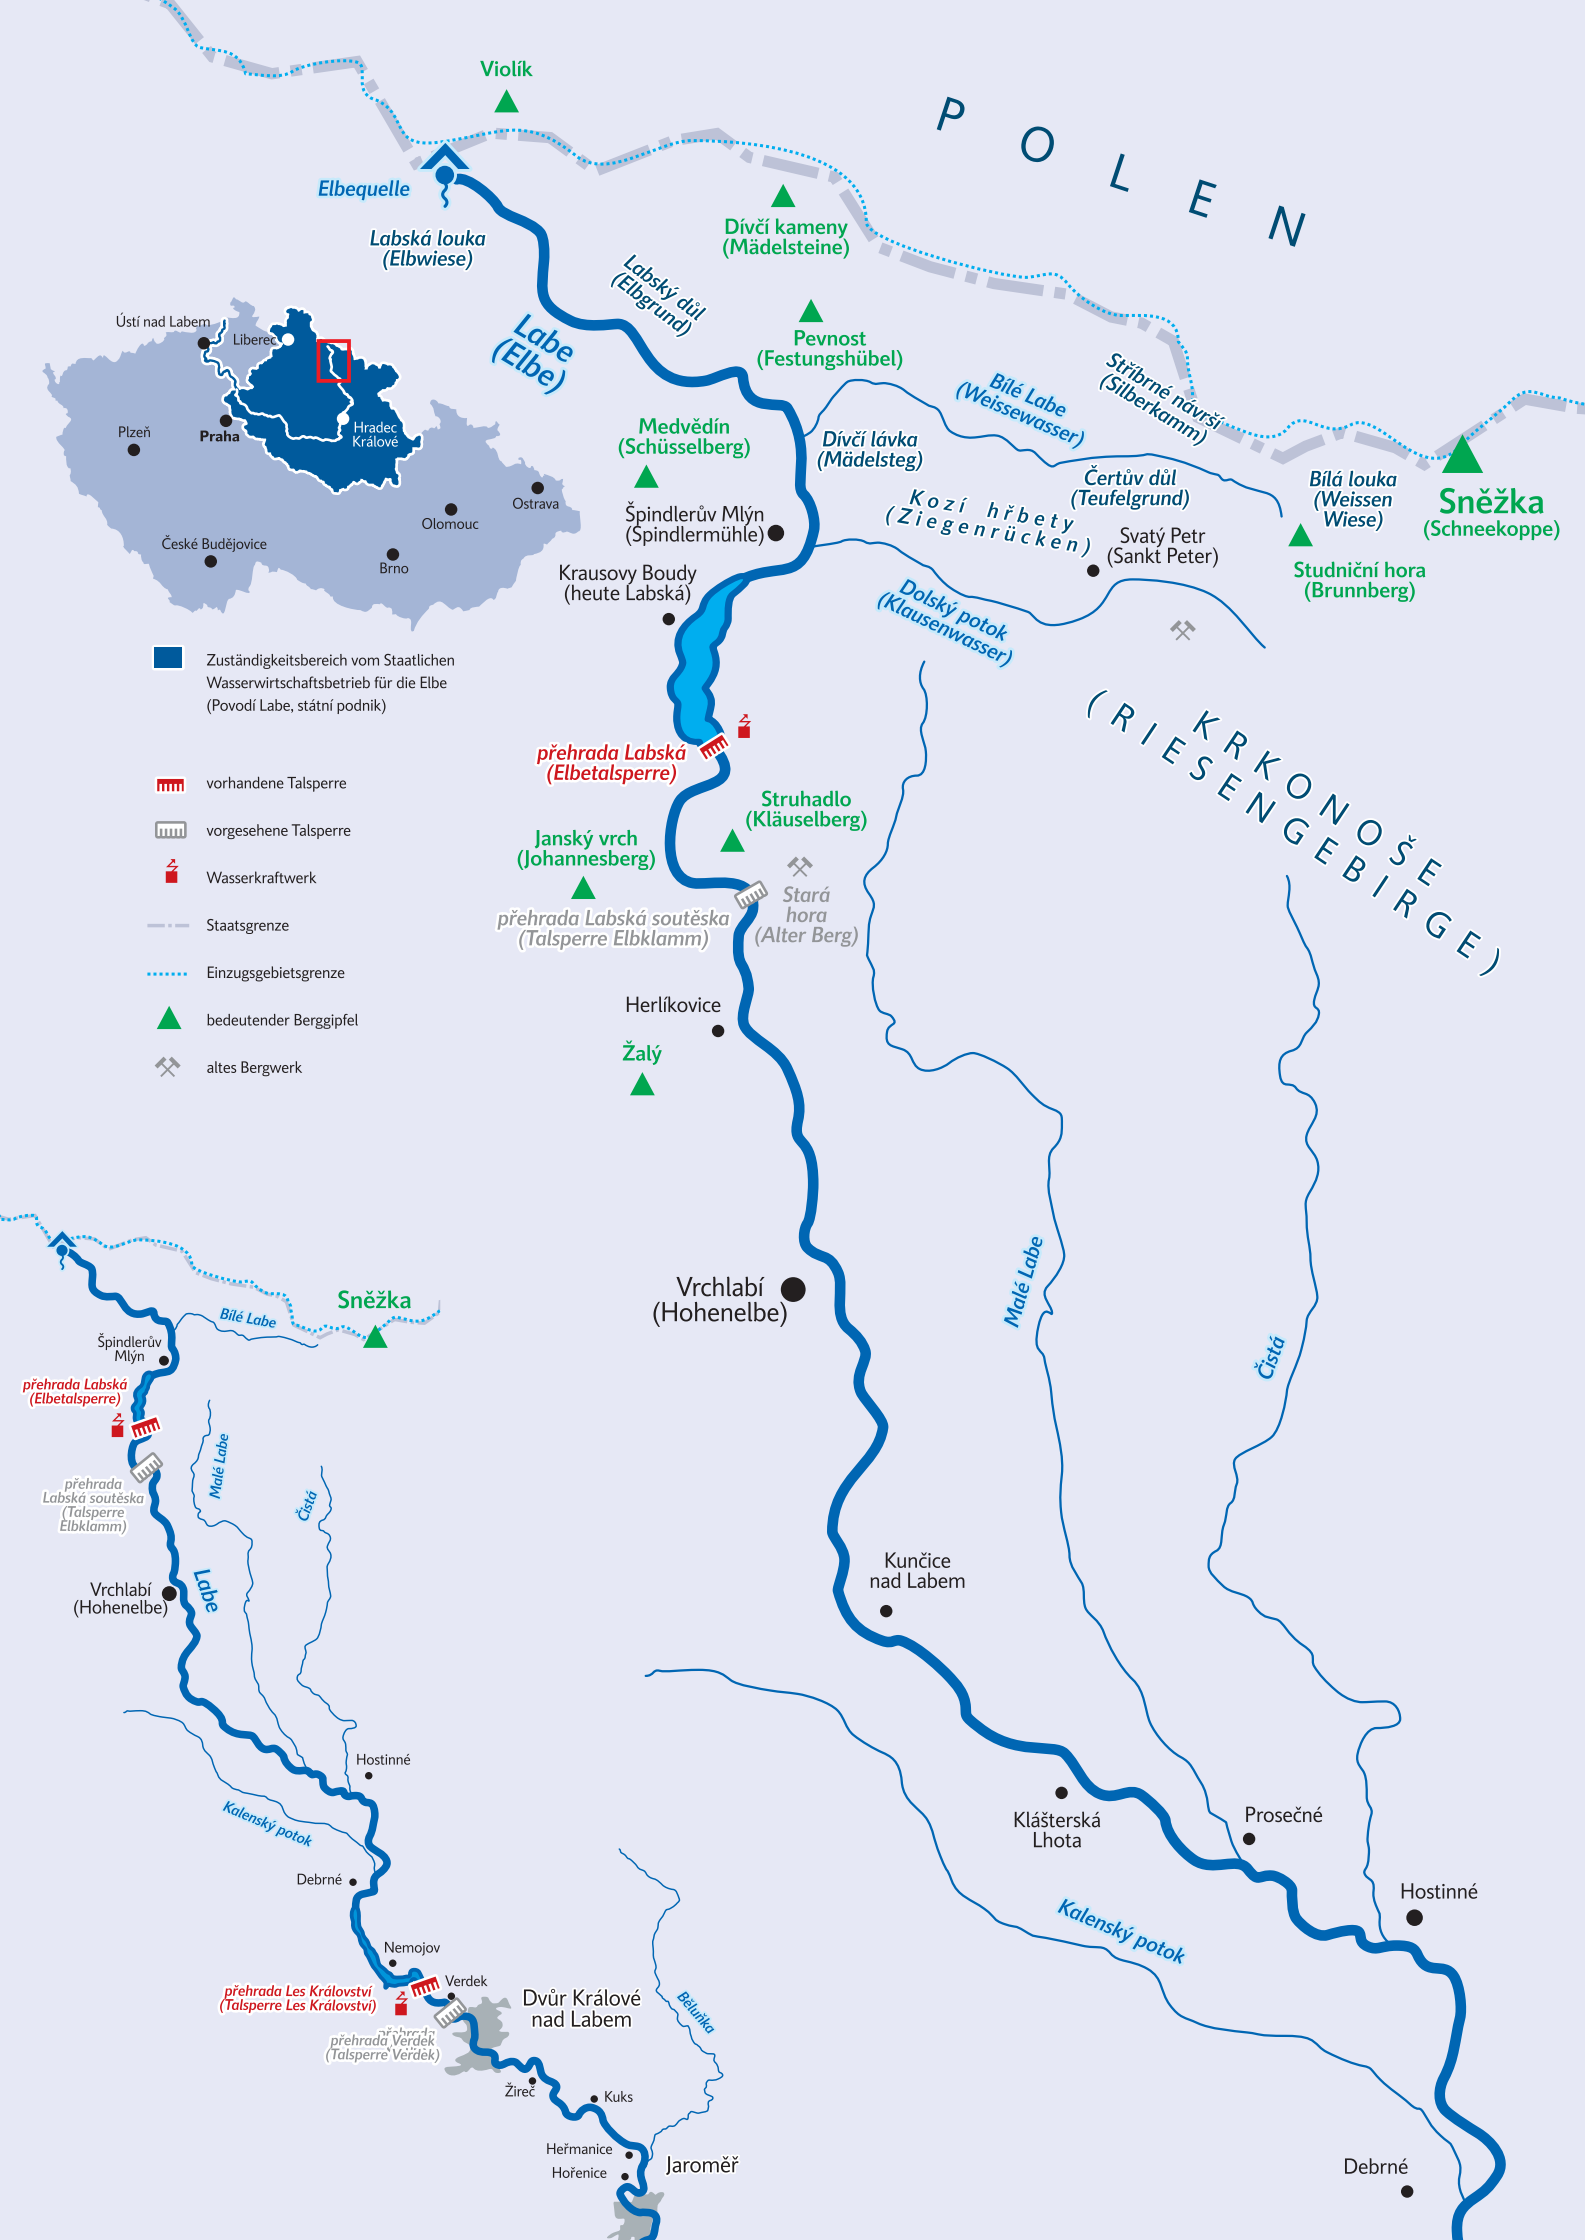 Violík
POLEN
Elbequelle
Labská louka
(Elbwiese)
Dívčí kameny
(Mädelsteine)
Labský důl
(Elbgrund)
Labe
(Elbe)
Pevnost
(Festungshübel)
Stříbrné návrší
(Silberkamm)
Bílé Labe
(Weissewasser)
Medvědín
(Schüsselberg)
Dívčí lávka
(Mädelsteg)
Čertův důl
(Teufelgrund)
Bílá louka
(Weissen
Wiese)
Sněžka
(Schneekoppe)
Kozí hřbety
(Ziegenrücken)
Špindlerův Mlýn
(Spindlermühle)
Svatý Petr
(Sankt Peter)
Studniční hora
(Brunnberg)
Krausovy Boudy
(heute Labská)
Dolský potok
(Klausenwasser)
KRKONOŠE
(RIESENGEBIRGE)
přehrada Labská
(Elbetalsperre)
Struhadlo
(Kläuselberg)
Janský vrch
(Johannesberg)
přehrada Labská soutěska
(Talsperre Elbklamm)
Stará
hora
(Alter Berg)
Herlíkovice
Žalý
Vrchlabí
(Hohenelbe)
Malé Labe
Čistá
Kunčice
nad Labem
Klášterská
Lhota
Prosečné
Hostinné
Kalenský potok
Debrné
Ústí nad Labem
Liberec
Plzeň
Praha
Hradec
Králové
Ostrava
Olomouc
České Budějovice
Brno
Zuständigkeitsbereich vom Staatlichen
Wasserwirtschaftsbetrieb für die Elbe
(Povodí Labe, státní podnik)
vorhandene Talsperre
vorgesehene Talsperre
Wasserkraftwerk
Staatsgrenze
Einzugsgebietsgrenze
bedeutender Berggipfel
altes Bergwerk
Sněžka
Bílé Labe
Špindlerův
Mlýn
přehrada Labská
(Elbetalsperre)
Malé Labe
přehrada
Labská soutěska
(Talsperre
Elbklamm)
Čistá
Labe
Vrchlabí
(Hohenelbe)
Hostinné
Kalenský potok
Debrné
Nemojov
Verdek
přehrada Les Království
(Talsperre Les Království)
přehrada Verdek
(Talsperre Verdek)
Dvůr Králové
nad Labem
Běluňka
Žireč
Kuks
Heřmanice
Hořenice
Jaroměř